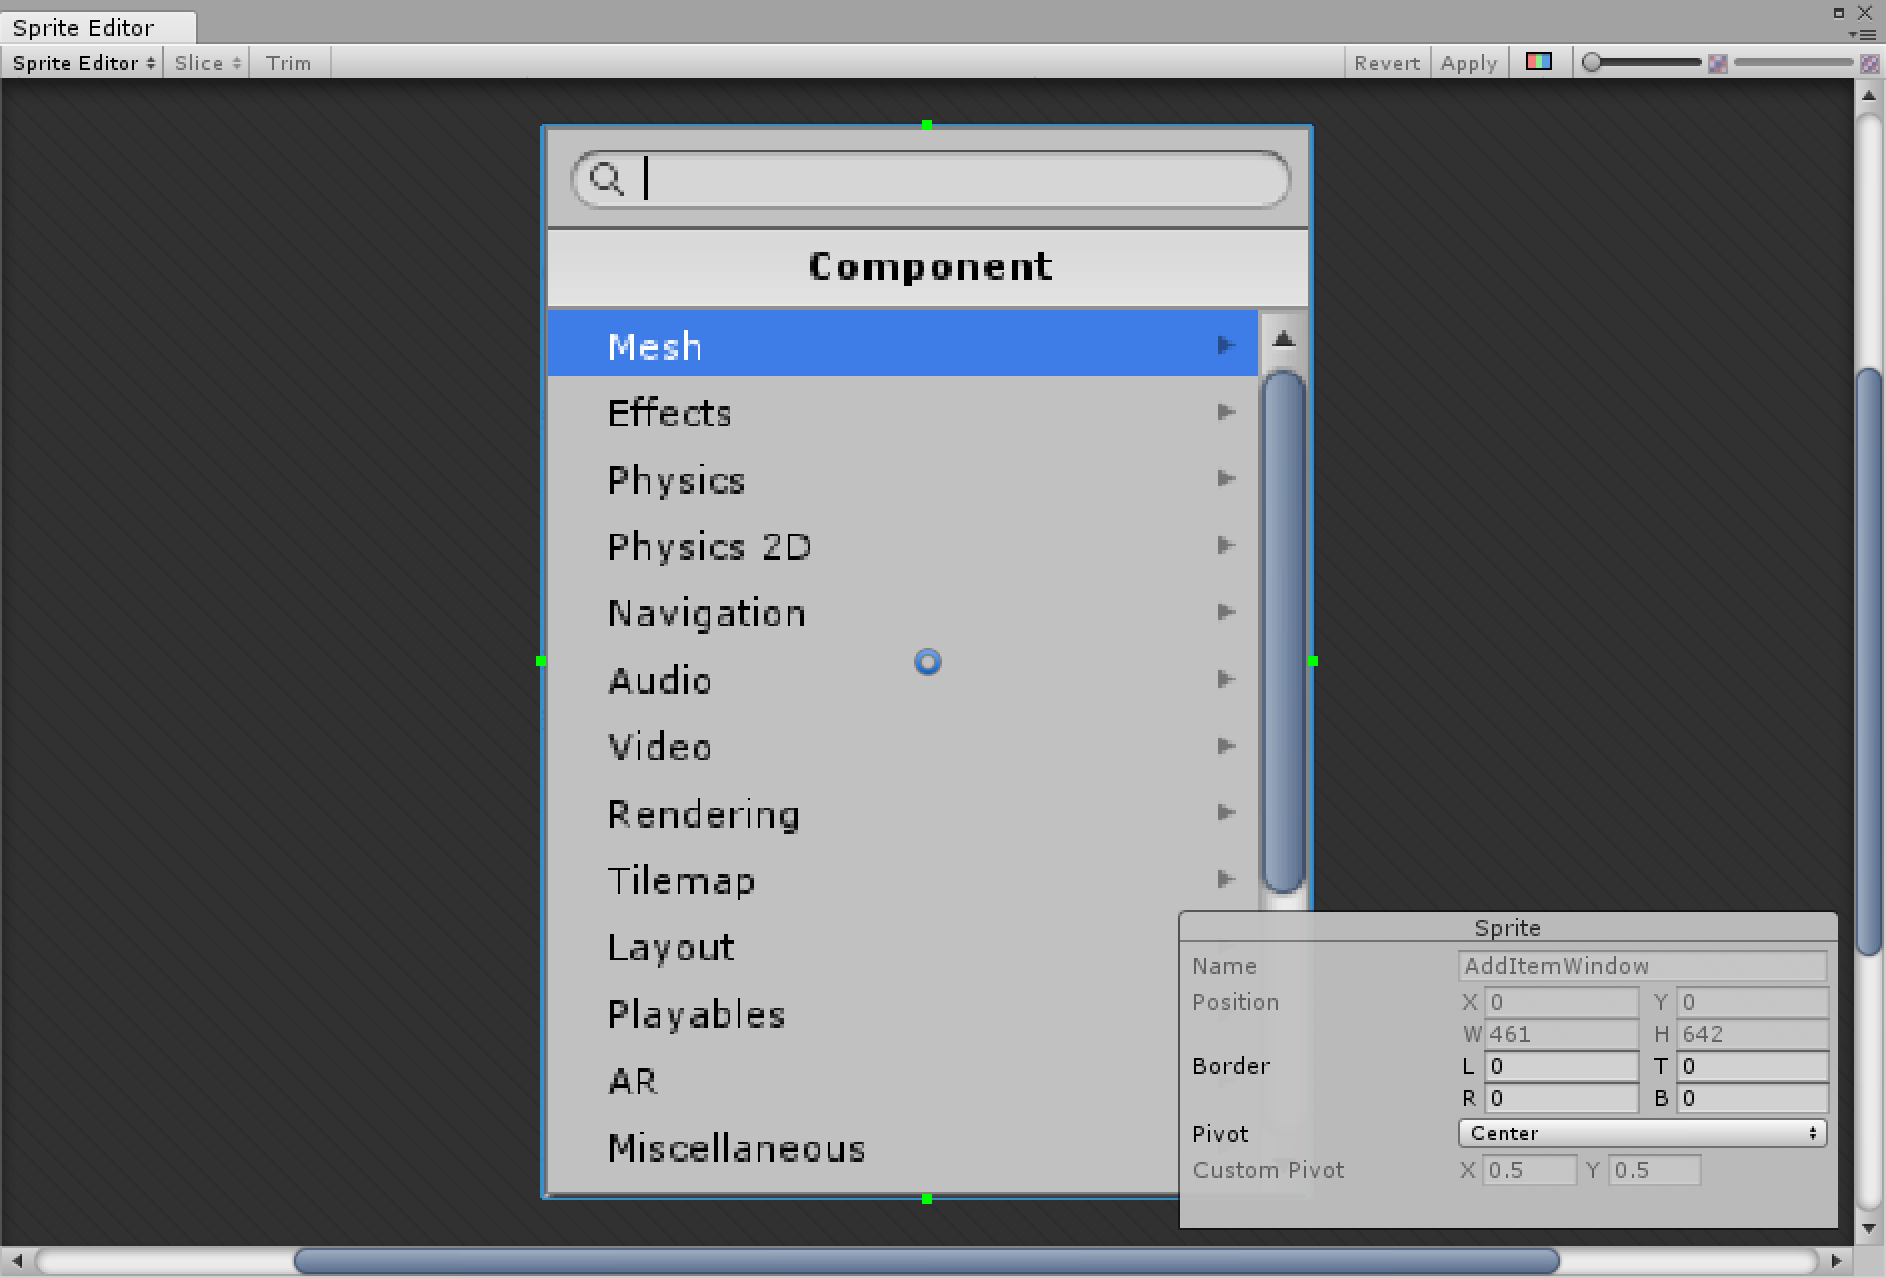 Sprite Editor
Sprite Editor Slice Trim Revert Apply
Component
Mesh
Effects
Physics
Physics 2D
Navigation
Audio
Video
Rendering
Tilemap
Layout
Playables
AR
Miscellaneous
Sprite
Name AddItemWindow
Position X 0 Y 0
W 461 H 642
Border L 0 T 0
R 0 B 0
Pivot Center
Custom Pivot X 0.5 Y 0.5